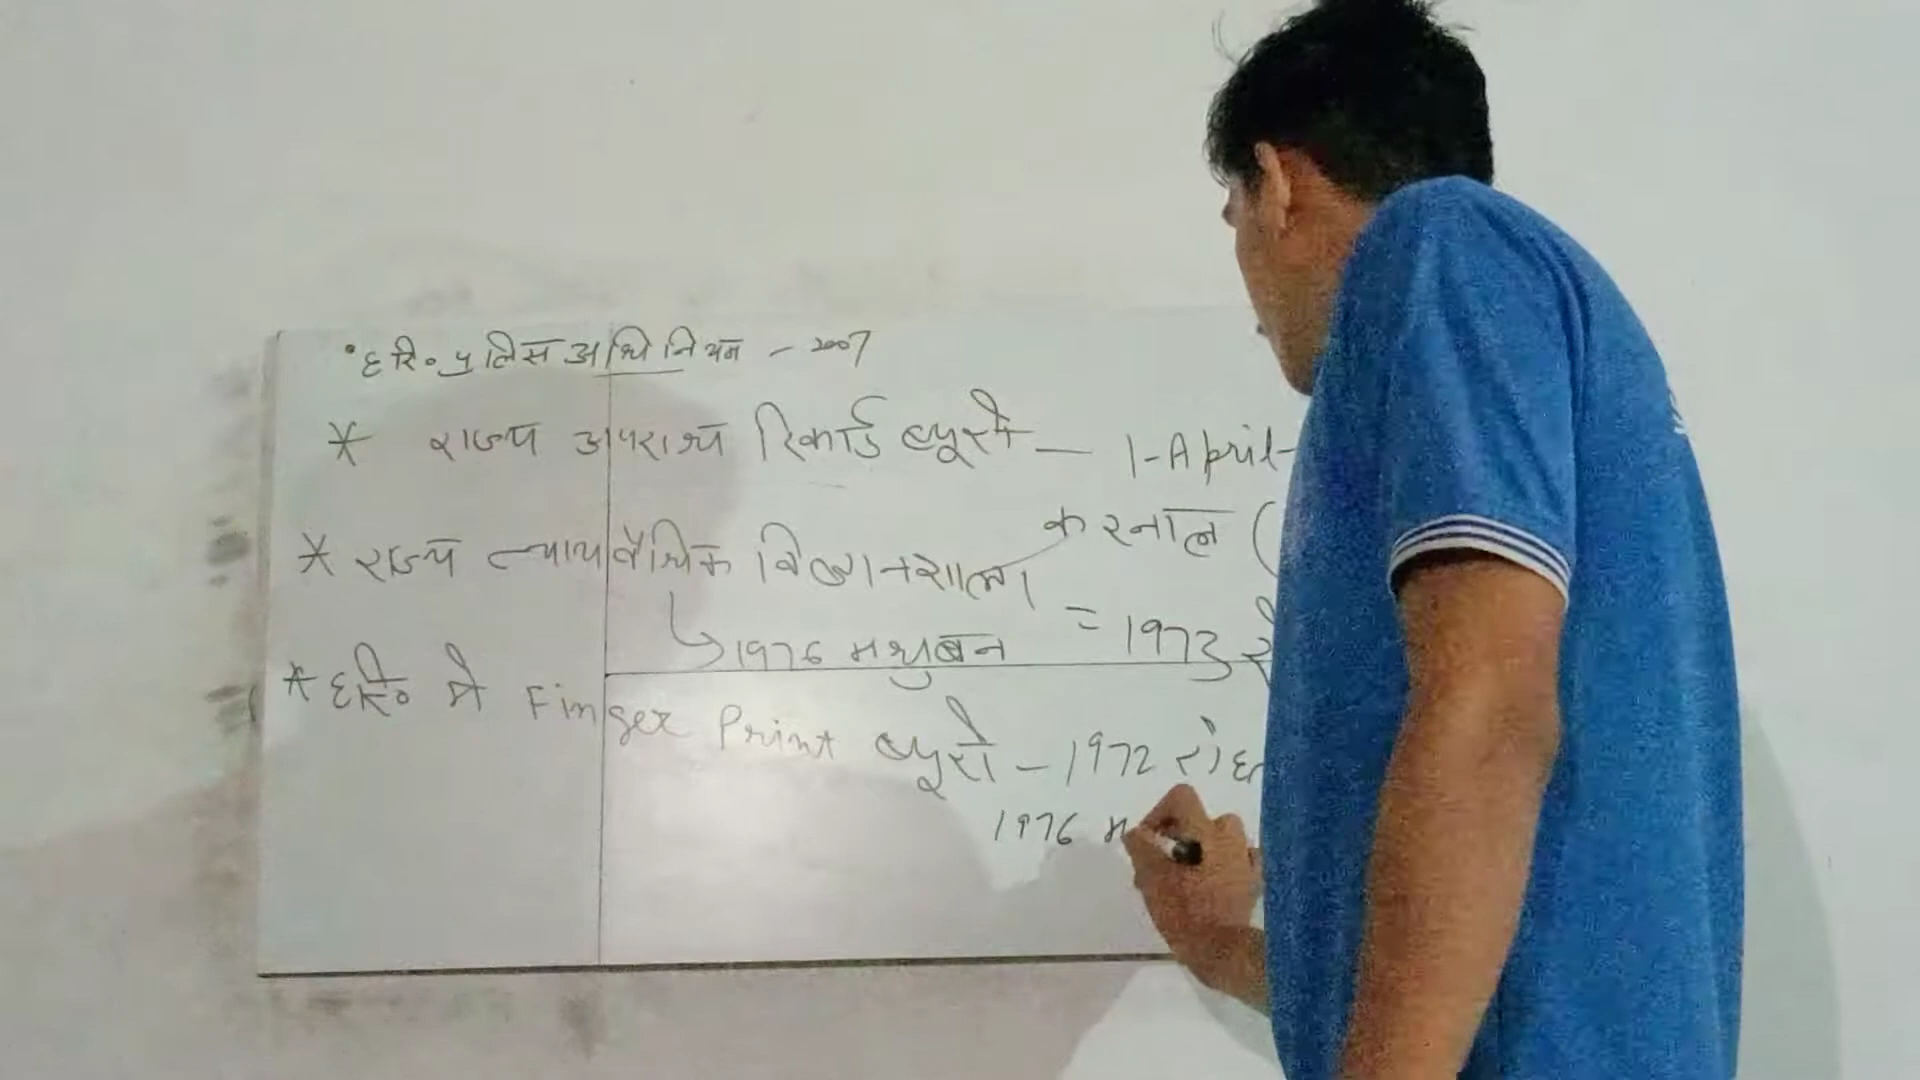 • हरि० पुलिस अधिनियम - 2007
* राज्य अपराध रिकार्ड ब्यूरो — 1-April-
करनाल (
* राज्य न्यायवैधिक विज्ञानशाला = 1973
↳ 1976 मधुबन
* हरि० मे Finger Print ब्यूरो - 1972 रोह
1976 म